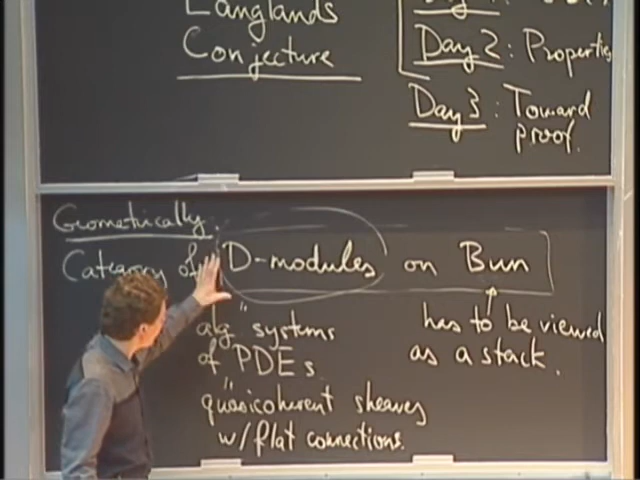 Langlands
Conjecture
Day 2: Properties
Day 3: Toward
proof.
Geometrically:
Category of D-modules on Bun
alg systems
of PDEs
has to be viewed
as a stack.
quasicoherent sheaves
w/ flat connections.